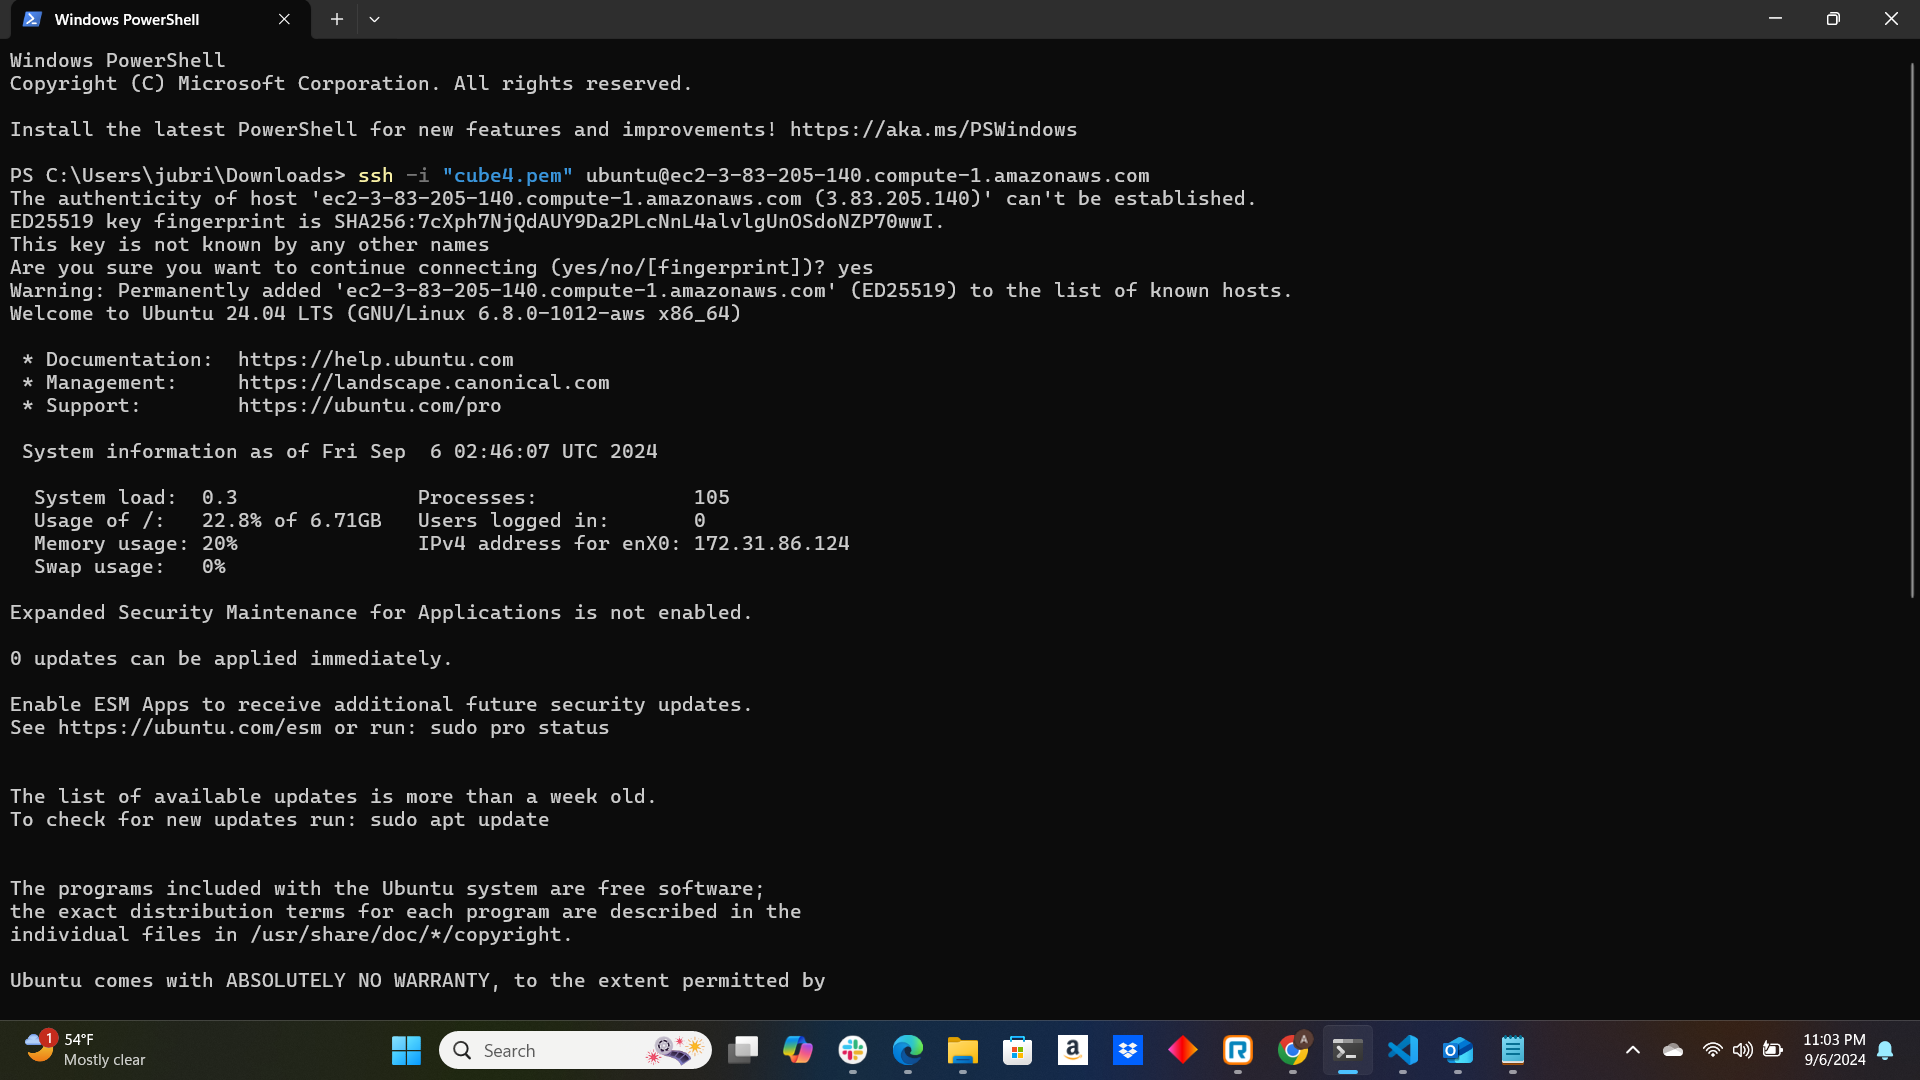 Windows PowerShell
Windows PowerShell
Copyright (C) Microsoft Corporation. All rights reserved.
Install the latest PowerShell for new features and improvements! https://aka.ms/PSWindows
PS C:\Users\jubri\Downloads> ssh -i "cube4.pem" ubuntu@ec2-3-83-205-140.compute-1.amazonaws.com
The authenticity of host 'ec2-3-83-205-140.compute-1.amazonaws.com (3.83.205.140)' can't be established.
ED25519 key fingerprint is SHA256:7cXph7NjQdAUY9Da2PLcNnL4alvlgUnOSdoNZP70wwI.
This key is not known by any other names
Are you sure you want to continue connecting (yes/no/[fingerprint])? yes
Warning: Permanently added 'ec2-3-83-205-140.compute-1.amazonaws.com' (ED25519) to the list of known hosts.
Welcome to Ubuntu 24.04 LTS (GNU/Linux 6.8.0-1012-aws x86_64)
* Documentation:  https://help.ubuntu.com
* Management:     https://landscape.canonical.com
* Support:        https://ubuntu.com/pro
System information as of Fri Sep  6 02:46:07 UTC 2024
System load:  0.3               Processes:             105
Usage of /:   22.8% of 6.71GB   Users logged in:       0
Memory usage: 20%               IPv4 address for enX0: 172.31.86.124
Swap usage:   0%
Expanded Security Maintenance for Applications is not enabled.
0 updates can be applied immediately.
Enable ESM Apps to receive additional future security updates.
See https://ubuntu.com/esm or run: sudo pro status
The list of available updates is more than a week old.
To check for new updates run: sudo apt update
The programs included with the Ubuntu system are free software;
the exact distribution terms for each program are described in the
individual files in /usr/share/doc/*/copyright.
Ubuntu comes with ABSOLUTELY NO WARRANTY, to the extent permitted by
1
54°F
Mostly clear
Search
a
R
A
O
11:03 PM
9/6/2024